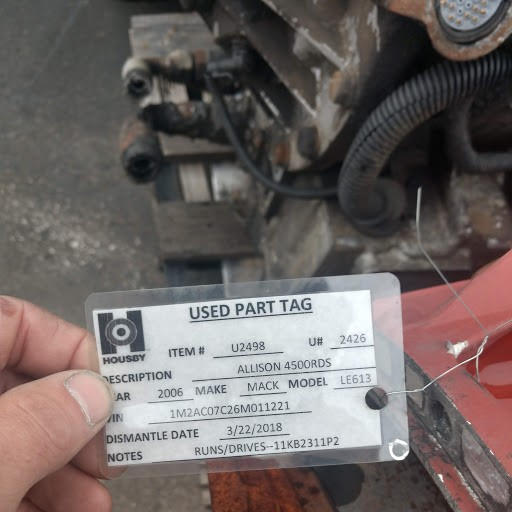 USED PART TAG
HOUSBY
ITEM # U2498 U# 2426
DESCRIPTION ALLISON 4500RDS
EAR 2006 MAKE MACK MODEL LE613
VIN 1M2AC07C26M011221
DISMANTLE DATE 3/22/2018
NOTES RUNS/DRIVES--11KB2311P2